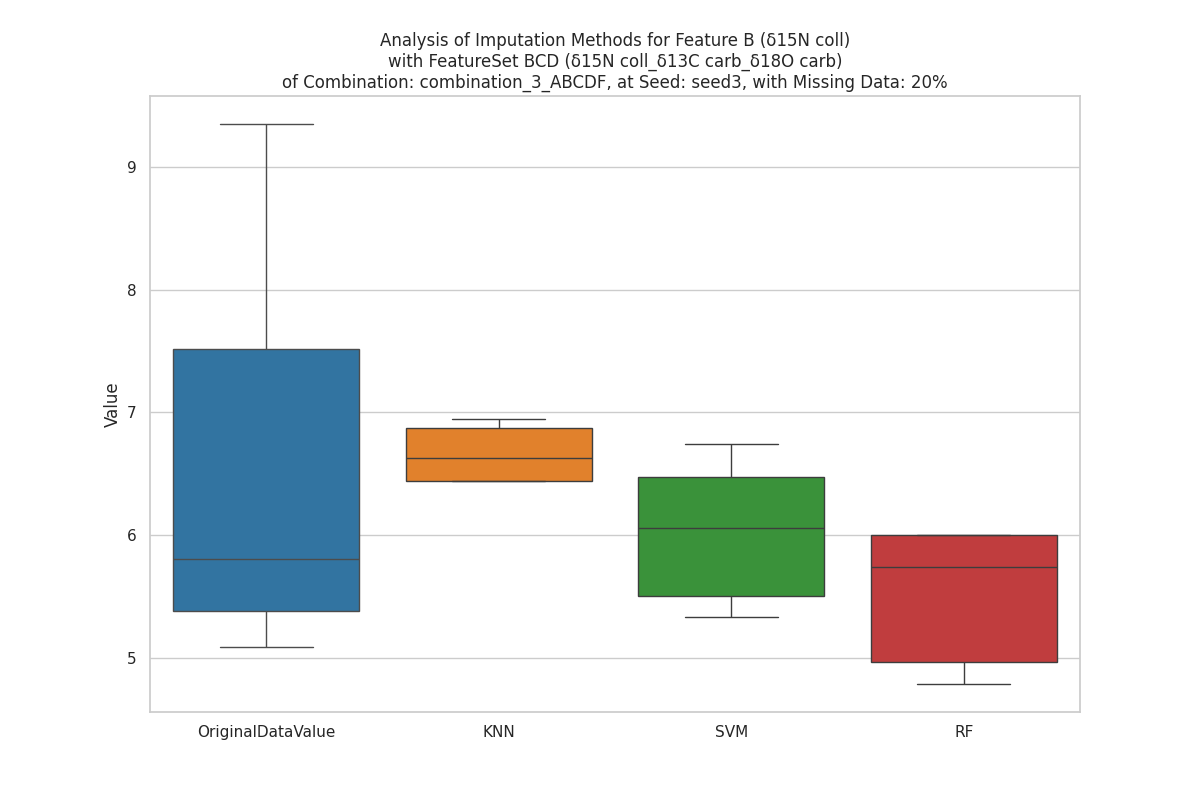 Analysis of Imputation Methods for Feature B (δ15N coll)
with FeatureSet BCD (δ15N coll_δ13C carb_δ18O carb)
of Combination: combination_3_ABCDF, at Seed: seed3, with Missing Data: 20%
9
8
7
6
5
Value
OriginalDataValue
KNN
SVM
RF